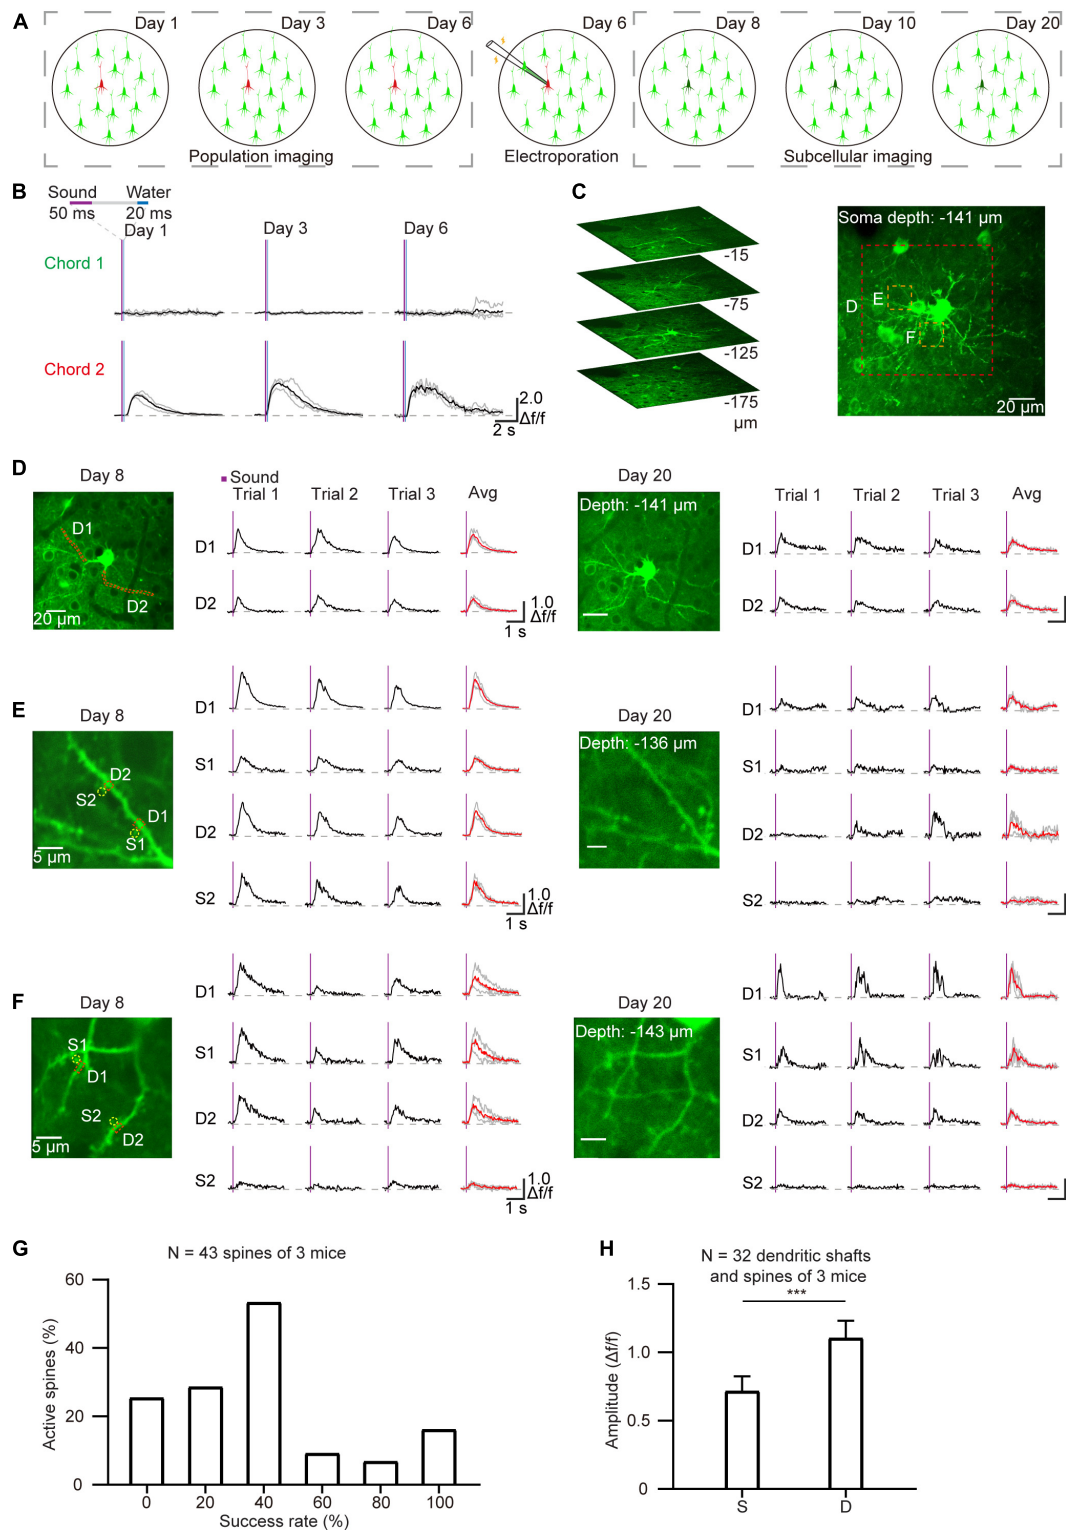 A
Day 1
Day 3
Day 6
Day 6
Day 8
Day 10
Day 20
Population imaging
Electroporation
Subcellular imaging
B
Sound
Water
50 ms
20 ms
Day 1
Day 3
Day 6
Chord 1
Chord 2
2.0
Δf/f
2 s
C
-15
-75
-125
-175
µm
Soma depth: -141 µm
D
E
F
20 µm
D
Day 8
D1
D2
20 µm
Sound
Trial 1
Trial 2
Trial 3
Avg
D1
D2
1.0
Δf/f
1 s
Day 20
Depth: -141 µm
Trial 1
Trial 2
Trial 3
Avg
D1
D2
E
Day 8
D2
S2
D1
S1
5 µm
D1
S1
D2
S2
1.0
Δf/f
1 s
Day 20
Depth: -136 µm
D1
S1
D2
S2
F
Day 8
S1
D1
S2
D2
5 µm
D1
S1
D2
S2
1.0
Δf/f
1 s
Day 20
Depth: -143 µm
D1
S1
D2
S2
G
N = 43 spines of 3 mice
Active spines (%)
60
40
20
0
0 20 40 60 80 100
Success rate (%)
H
N = 32 dendritic shafts
and spines of 3 mice
***
Amplitude (Δf/f)
1.5
1.0
0.5
0
S D